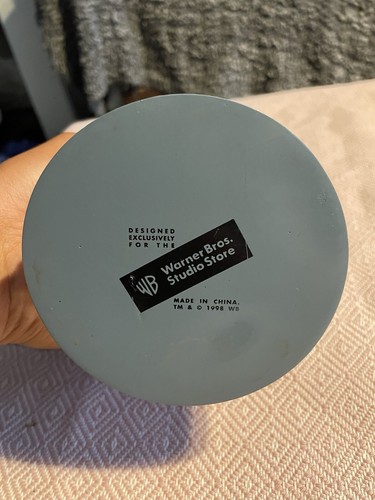 DESIGNED
EXCLUSIVELY
FOR THE
WB
Warner Bros.
Studio Store
MADE IN CHINA.
TM & © 1998 WB